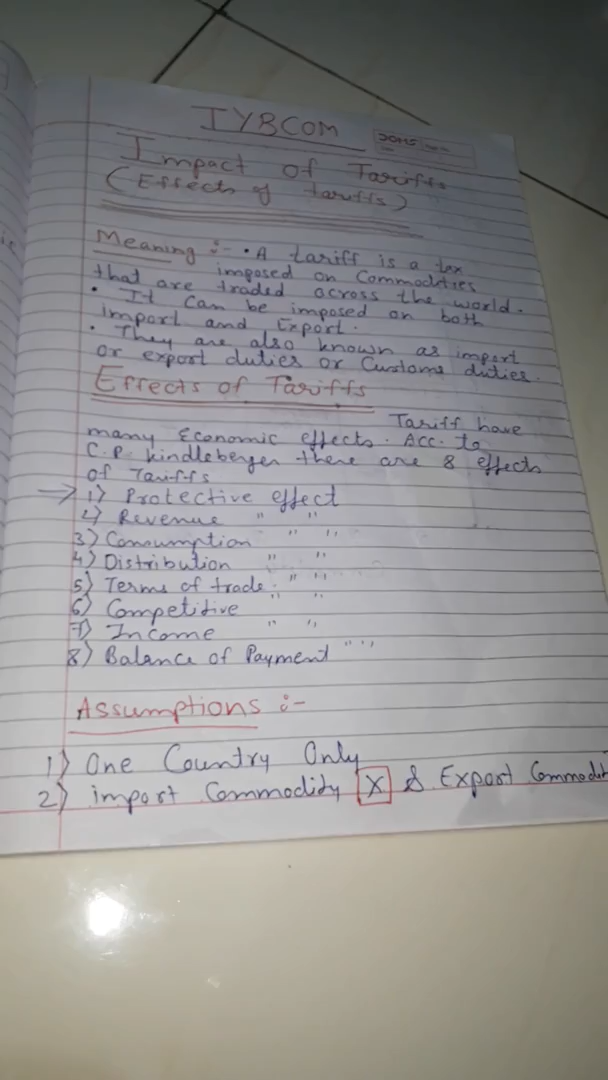 TYBCOM
Impact of Tariffs
(Effects of tariffs)
Meaning :- • A tariff is a tax
imposed on Commodities
that are traded across the world.
• It can be imposed on both
import and Export.
• They are also known as import
or export duties or Customs duties.
Effects of Tariffs
Tariff have
many Economic effects. Acc. to
C.P. kindleberger there are 8 effects
of Tariffs
→ 1) Protective effect
2) Revenue " "
3) Consumption " "
4) Distribution " "
5) Terms of trade " "
6) Competitive "
7) Income " "
8) Balance of Payment " "
Assumptions :-
1) One Country Only
2) import Commodity X & Export Commodit